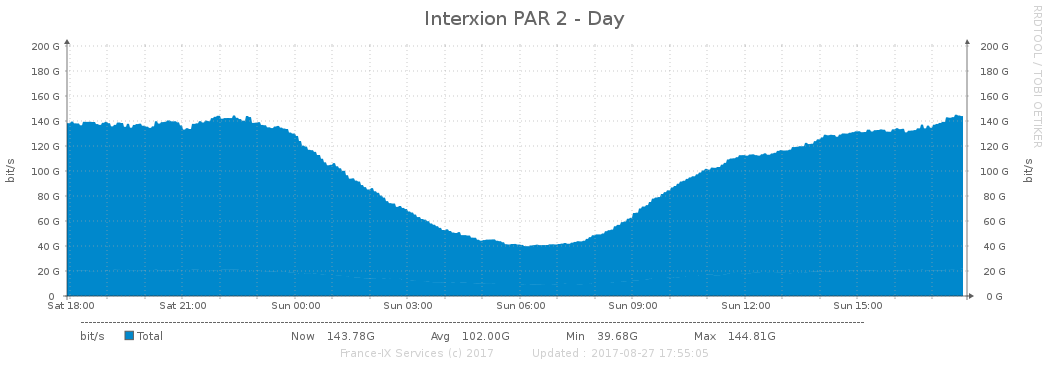 Interxion PAR 2 - Day
RRDTOOL / TOBI OETIKER
bit/s
bit/s
200 G 200 G
180 G 180 G
160 G 160 G
140 G 140 G
120 G 120 G
100 G 100 G
80 G 80 G
60 G 60 G
40 G 40 G
20 G 20 G
0 0 G
Sat 18:00 Sat 21:00 Sun 00:00 Sun 03:00 Sun 06:00 Sun 09:00 Sun 12:00 Sun 15:00
bit/s Total Now 143.78G Avg 102.00G Min 39.68G Max 144.81G
France-IX Services (c) 2017 Updated : 2017-08-27 17:55:05